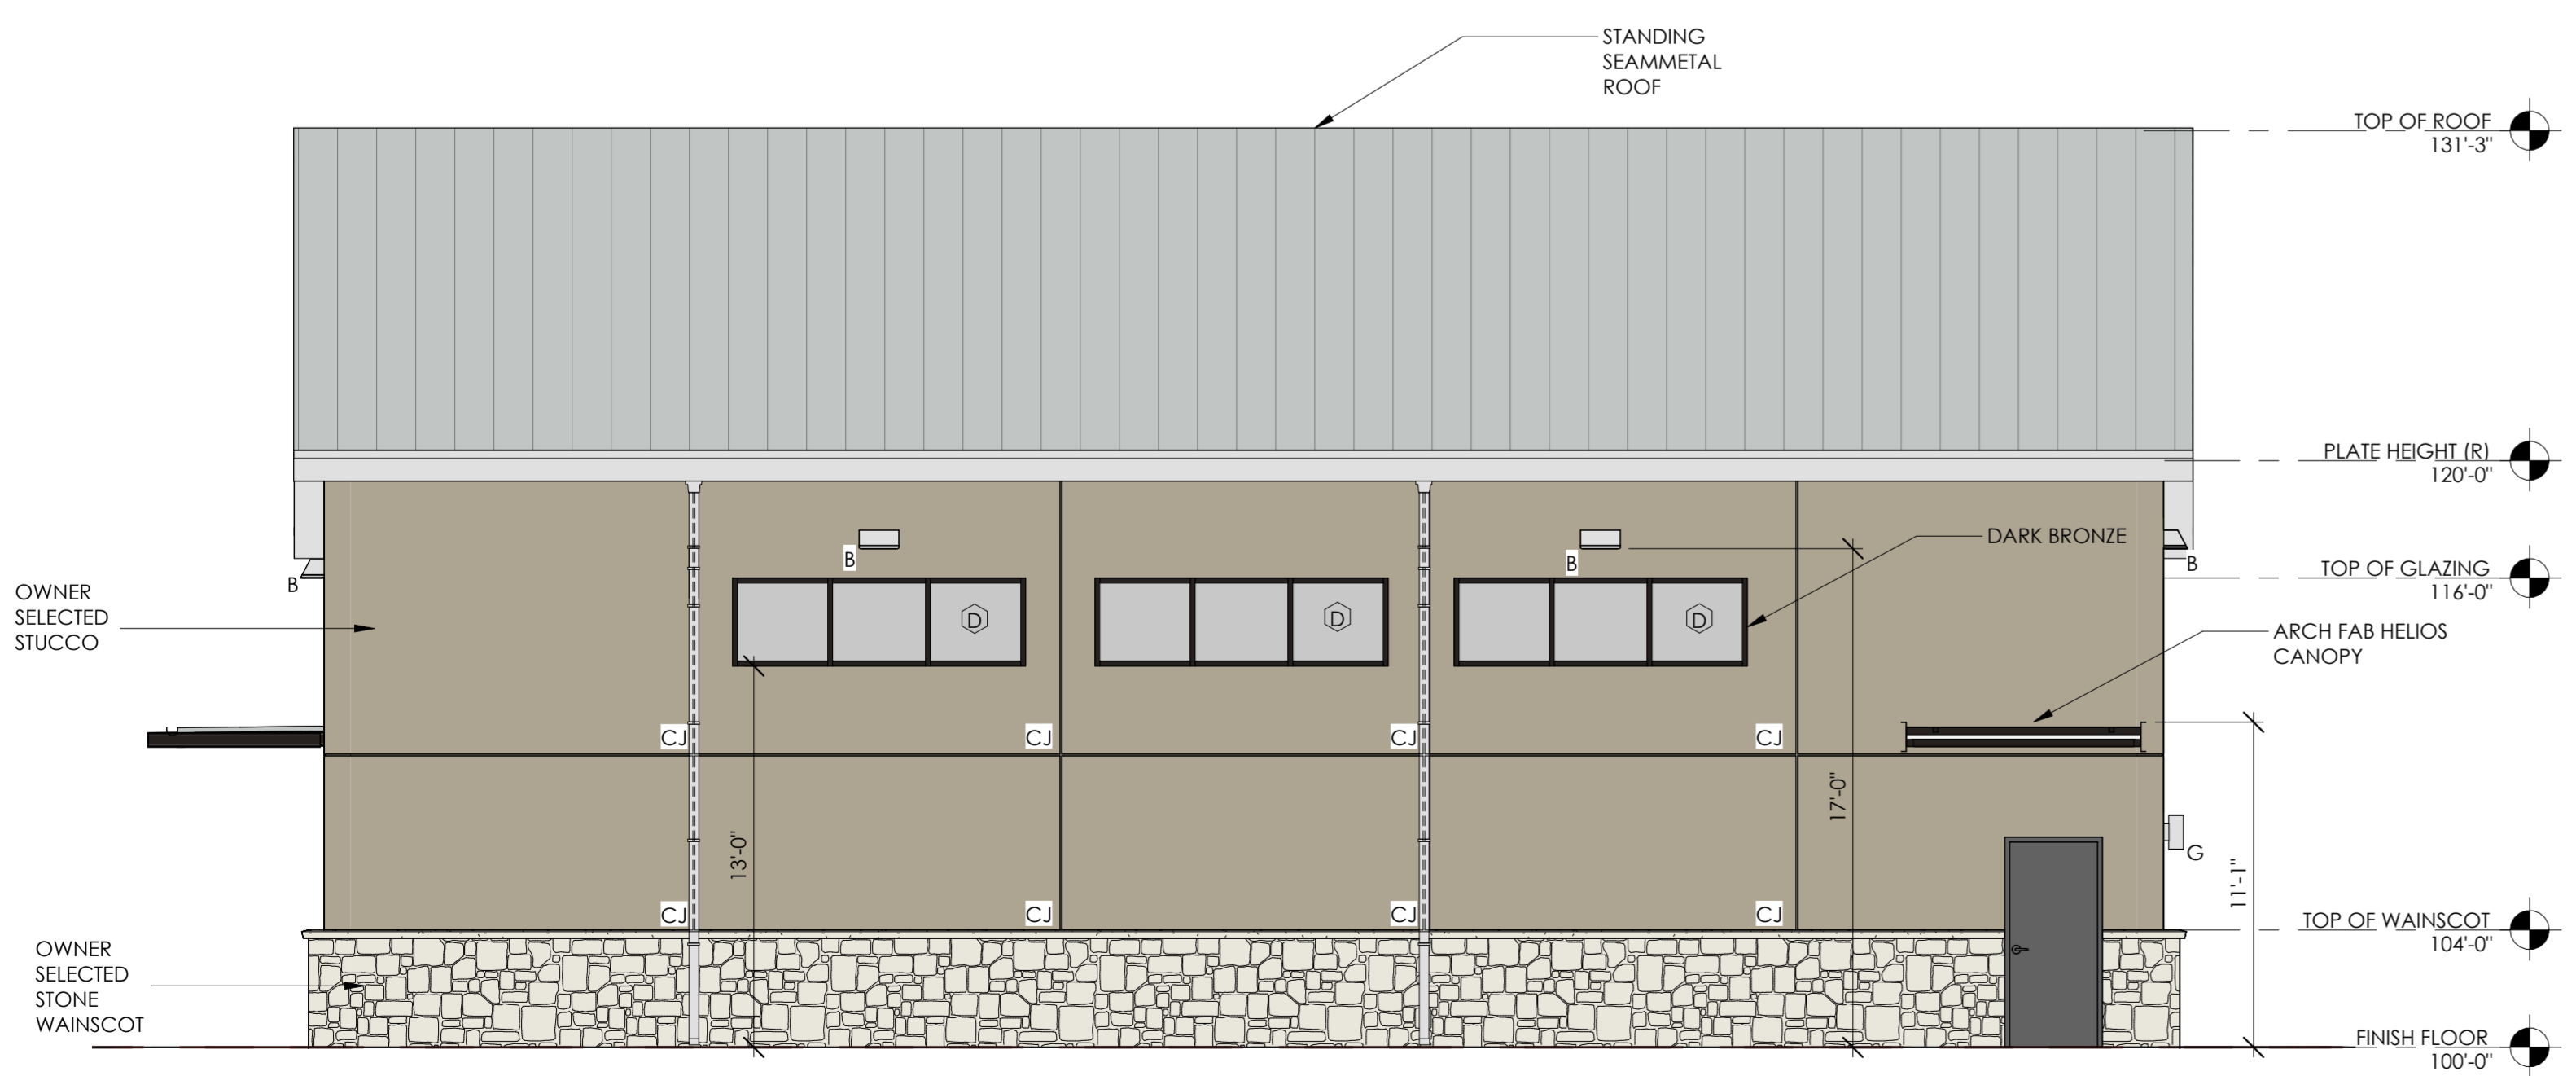 STANDING
SEAMMETAL
ROOF
TOP OF ROOF
131'-3"
PLATE HEIGHT (R)
120'-0"
DARK BRONZE
B
B
B
B
TOP OF GLAZING
116'-0"
OWNER
SELECTED
STUCCO
D
D
D
ARCH FAB HELIOS
CANOPY
CJ
CJ
CJ
CJ
17'-0"
13'-0"
G
11'-1"
CJ
CJ
CJ
CJ
TOP OF WAINSCOT
104'-0"
OWNER
SELECTED
STONE
WAINSCOT
FINISH FLOOR
100'-0"